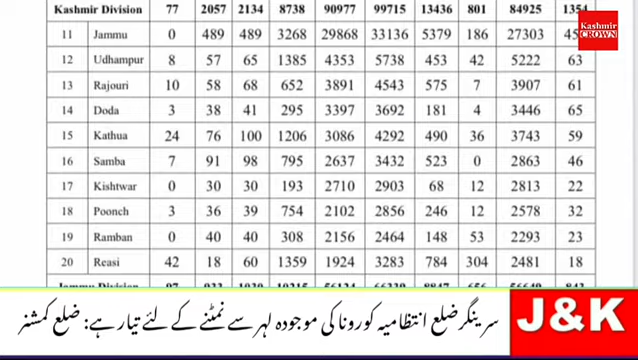 Kashmir Division 77 2057 2134 8738 90977 99715 13436 801 84925 1354
11 Jammu 0 489 489 3268 29868 33136 5379 186 27303
12 Udhampur 8 57 65 1385 4353 5738 453 42 5222 63
13 Rajouri 10 58 68 652 3891 4543 575 7 3907 61
14 Doda 3 38 41 295 3397 3692 181 4 3446 65
15 Kathua 24 76 100 1206 3086 4292 490 36 3743 59
16 Samba 7 91 98 795 2637 3432 523 0 2863 46
17 Kishtwar 0 30 30 193 2710 2903 68 12 2813 22
18 Poonch 3 36 39 754 2102 2856 246 12 2578 32
19 Ramban 0 40 40 308 2156 2464 148 53 2293 23
20 Reasi 42 18 60 1359 1924 3283 784 304 2481 18
Jammu Division
Kashmir
CROWN
سرینگر ضلع انتظامیہ کورونا کی موجودہ لہر سے نمٹنے کے لئے تیار ہے: ضلع کمشنر
J&K